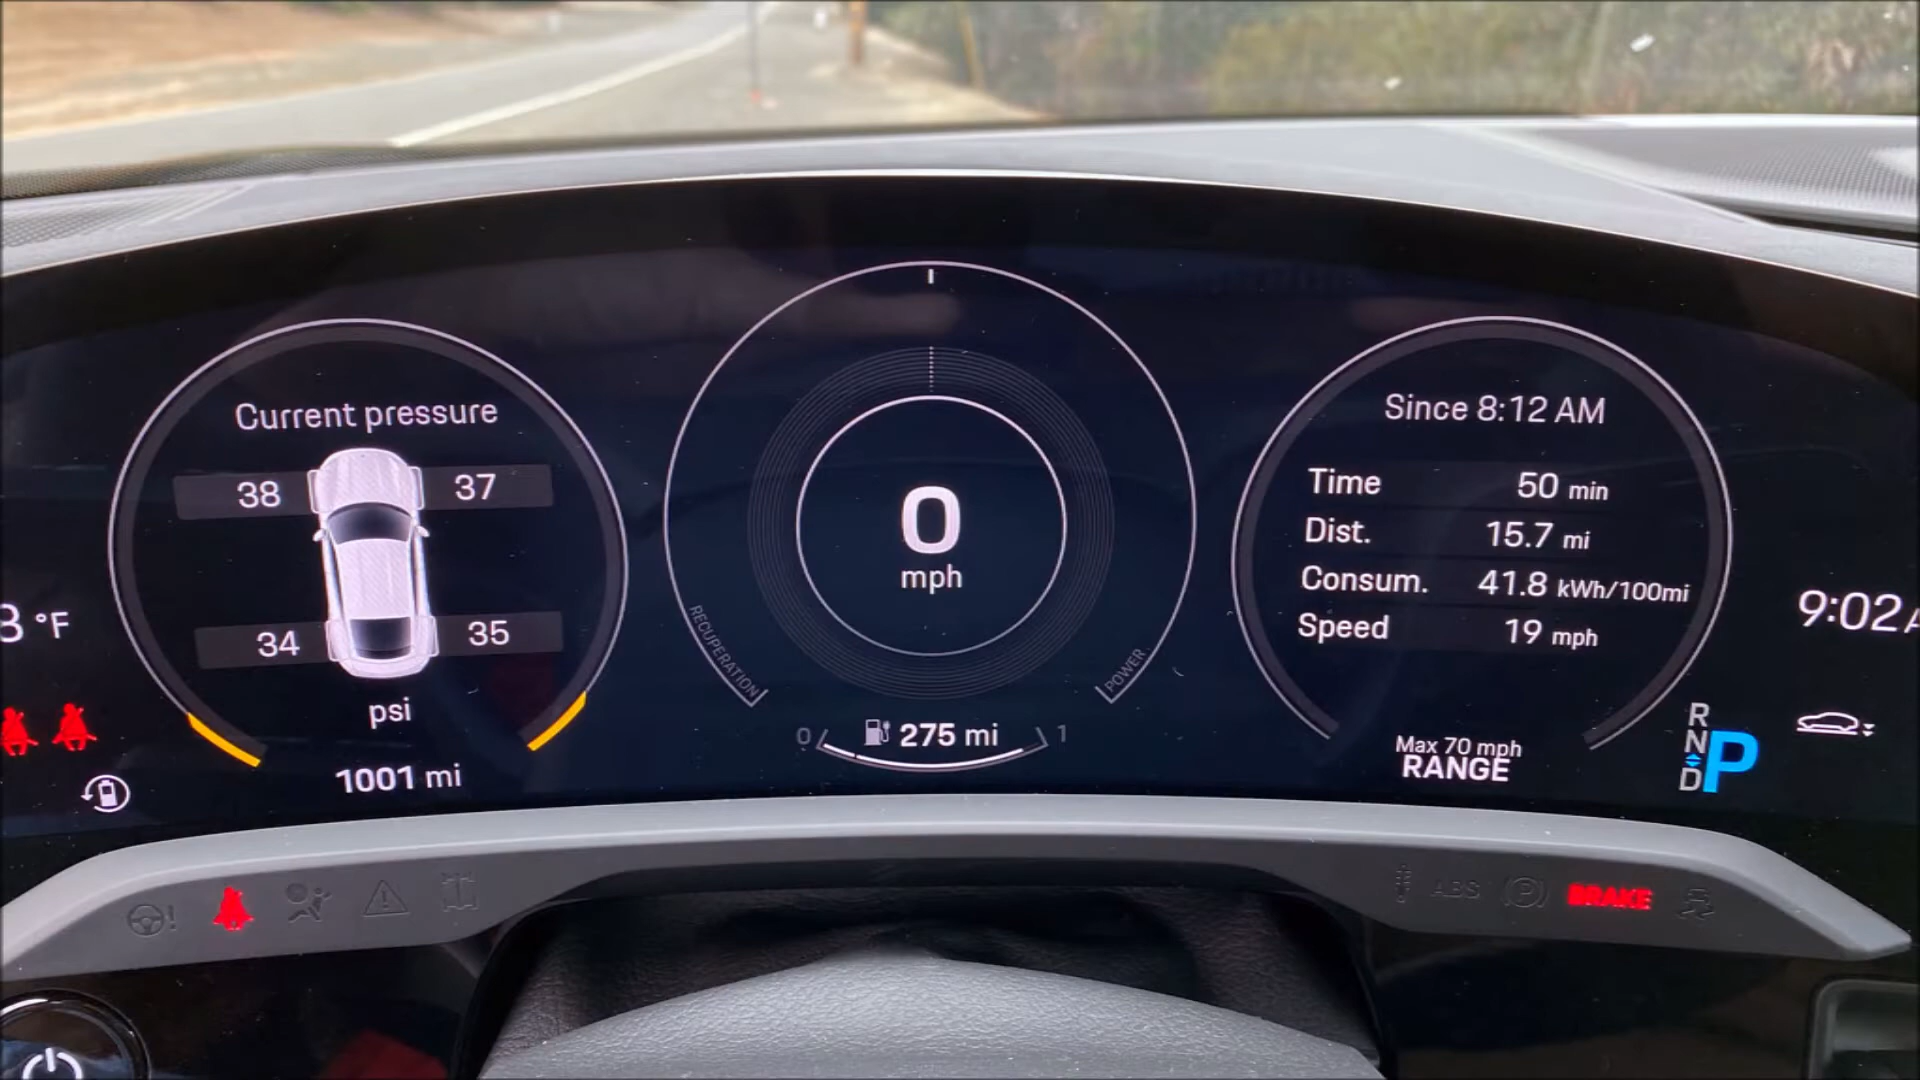 Current pressure
38 37
34 35
psi
1001 mi
8 °F
0
mph
RECUPERATION
POWER
0 275 mi 1
Since 8:12 AM
Time 50 min
Dist. 15.7 mi
Consum. 41.8 kWh/100mi
Speed 19 mph
Max 70 mph
RANGE
R
N
D
P
9:02
ABS
P
BRAKE